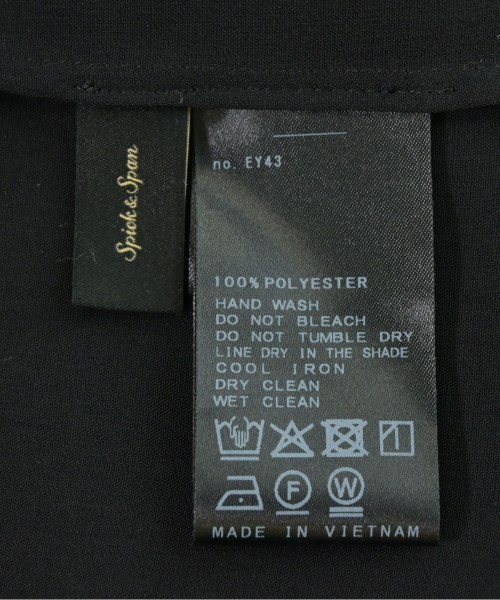 Spick & Span
no. EY43
100% POLYESTER
HAND WASH
DO NOT BLEACH
DO NOT TUMBLE DRY
LINE DRY IN THE SHADE
COOL IRON
DRY CLEAN
WET CLEAN
F W
MADE IN VIETNAM